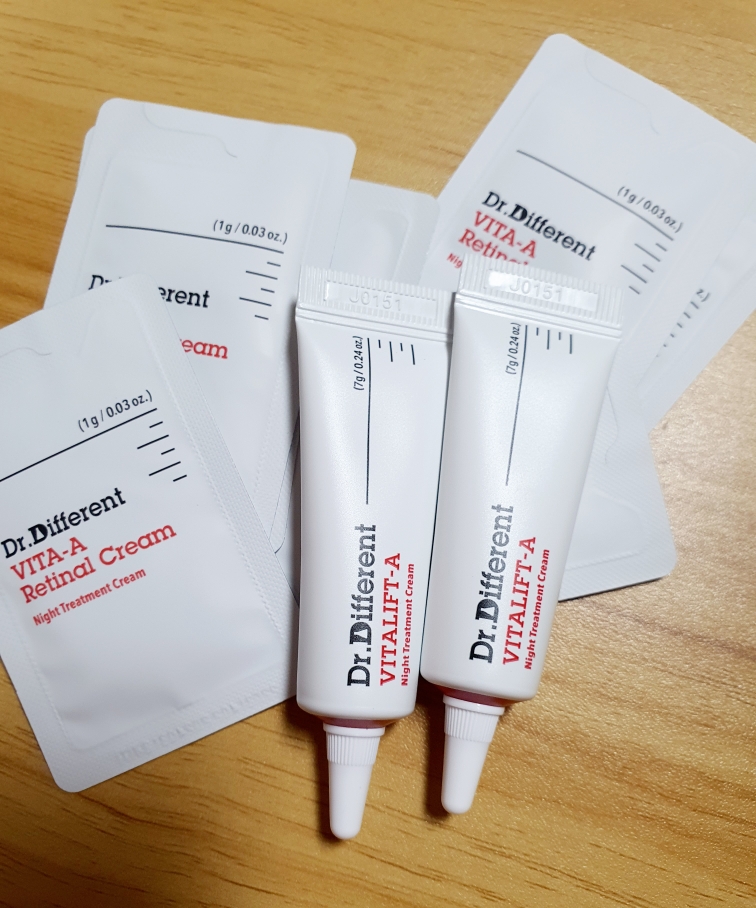 (1g / 0.03 oz.)
Dr.Different
VITA-A
Retinal
(1g / 0.03 oz.)
(1g / 0.03 oz.)
Dr.Different
VITA-A
Retinal Cream
Night Treatment Cream
J0151
(7g / 0.24 oz.)
Dr.Different
VITALIFT-A
Night Treatment Cream
J0151
(7g / 0.24 oz.)
Dr.Different
VITALIFT-A
Night Treatment Cream